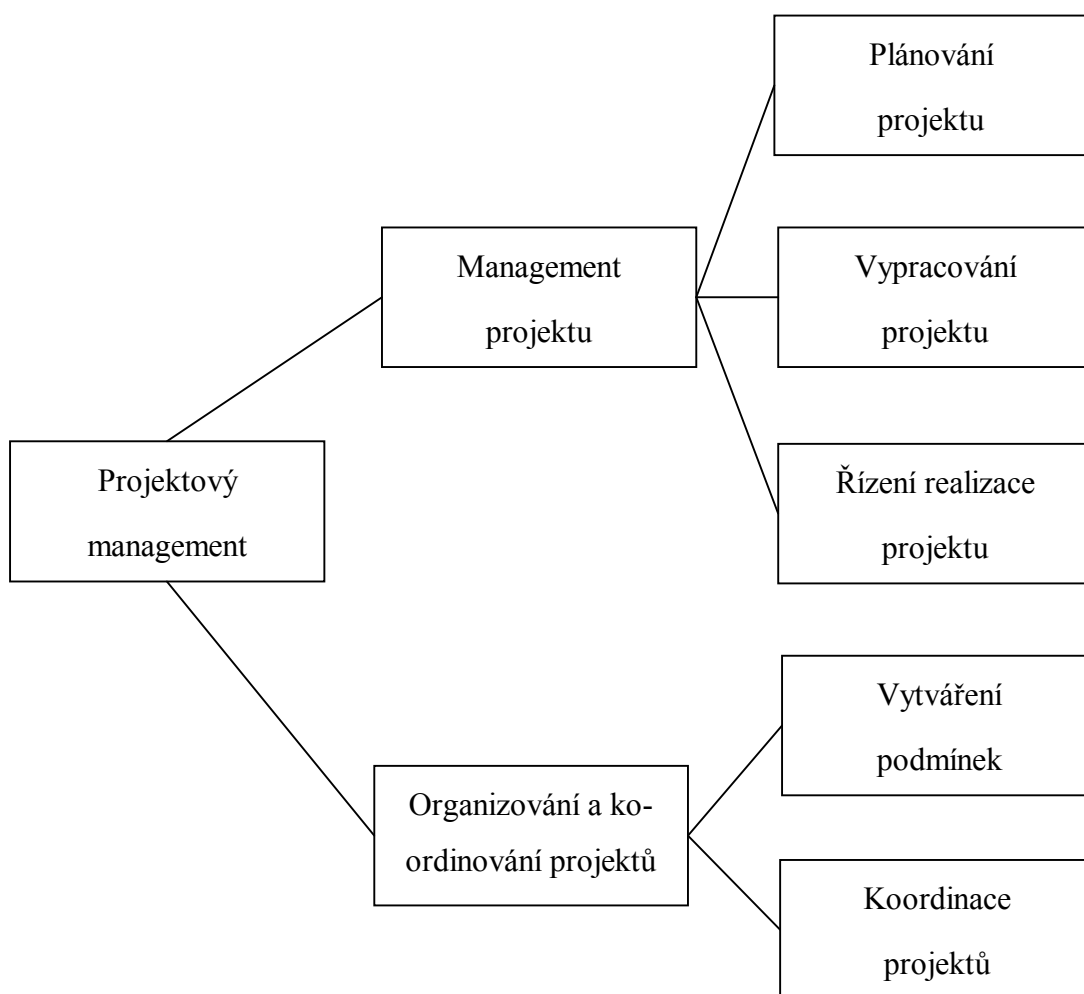 Plánování
projektu
Management
projektu
Vypracování
projektu
Projektový
management
Řízení realizace
projektu
Organizování a ko-
ordinování projektů
Vytváření
podmínek
Koordinace
projektů